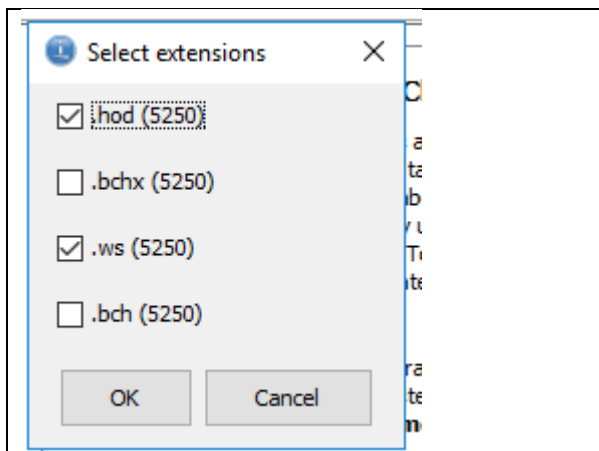 Select extensions
.hod (5250)
.bchx (5250)
.ws (5250)
.bch (5250)
OK Cancel